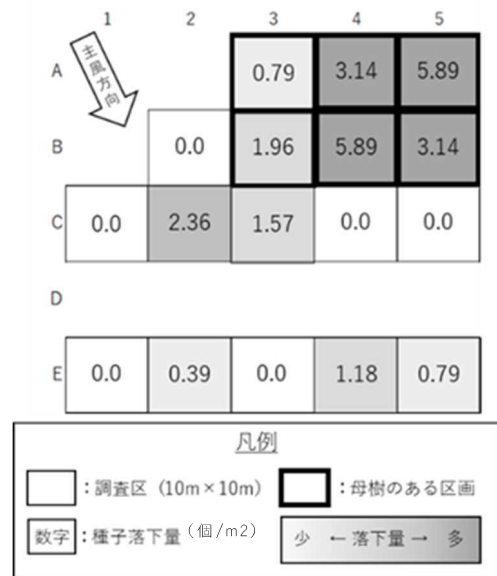 1 2 3 4 5
主風方向
A 0.79 3.14 5.89
B 0.0 1.96 5.89 3.14
C 0.0 2.36 1.57 0.0 0.0
D
E 0.0 0.39 0.0 1.18 0.79
凡例
:調査区 (10m×10m) :母樹のある区画
数字 :種子落下量(個/m2) 少 ← 落下量 → 多